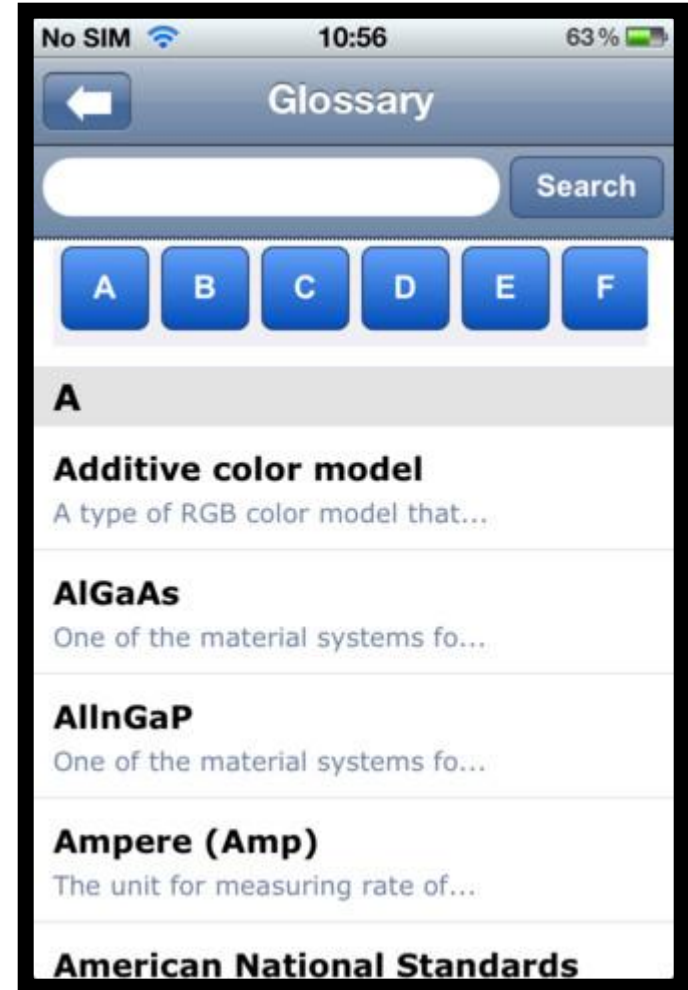 No SIM 10:56 63%
Glossary
Search
A B C D E F
A
Additive color model
A type of RGB color model that...
AlGaAs
One of the material systems fo...
AllnGaP
One of the material systems fo...
Ampere (Amp)
The unit for measuring rate of...
American National Standards